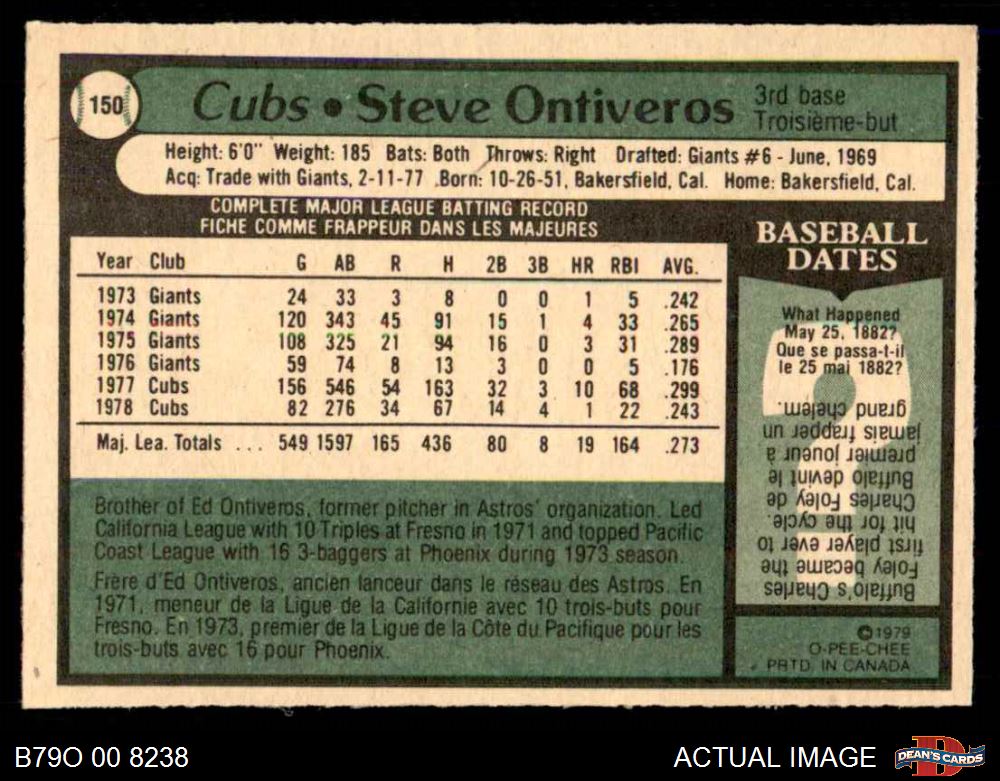 150
Cubs • Steve Ontiveros
3rd base
Troisième-but
Height: 6'0" Weight: 185 Bats: Both Throws: Right Drafted: Giants #6 - June, 1969
Acq: Trade with Giants, 2-11-77 Born: 10-26-51, Bakersfield, Cal. Home: Bakersfield, Cal.
COMPLETE MAJOR LEAGUE BATTING RECORD
FICHE COMME FRAPPEUR DANS LES MAJEURES
Year Club G AB R H 2B 3B HR RBI AVG.
1973 Giants 24 33 3 8 0 0 1 5 .242
1974 Giants 120 343 45 91 15 1 4 33 .265
1975 Giants 108 325 21 94 16 0 3 31 .289
1976 Giants 59 74 8 13 3 0 0 5 .176
1977 Cubs 156 546 54 163 32 3 10 68 .299
1978 Cubs 82 276 34 67 14 4 1 22 .243
Maj. Lea. Totals ... 549 1597 165 436 80 8 19 164 .273
Brother of Ed Ontiveros, former pitcher in Astros' organization. Led
California League with 10 Triples at Fresno in 1971 and topped Pacific
Coast League with 16 3-baggers at Phoenix during 1973 season.
Frère d'Ed Ontiveros, ancien lanceur dans le réseau des Astros. En
1971, meneur de la Ligue de la Californie avec 10 trois-buts pour
Fresno. En 1973, premier de la Ligue de la Côte du Pacifique pour les
trois-buts avec 16 pour Phoenix.
BASEBALL
DATES
What Happened
May 25, 1882?
Que se passa-t-il
le 25 mai 1882?
Buffalo's Charles
Foley became the
first player ever to
hit for the cycle.
Charles Foley de
Buffalo devint le
premier joueur à
jamais frapper un
grand chelem.
©1979
O-PEE-CHEE
PRTD. IN CANADA
B79O 00 8238
ACTUAL IMAGE
D
DEAN'S CARDS